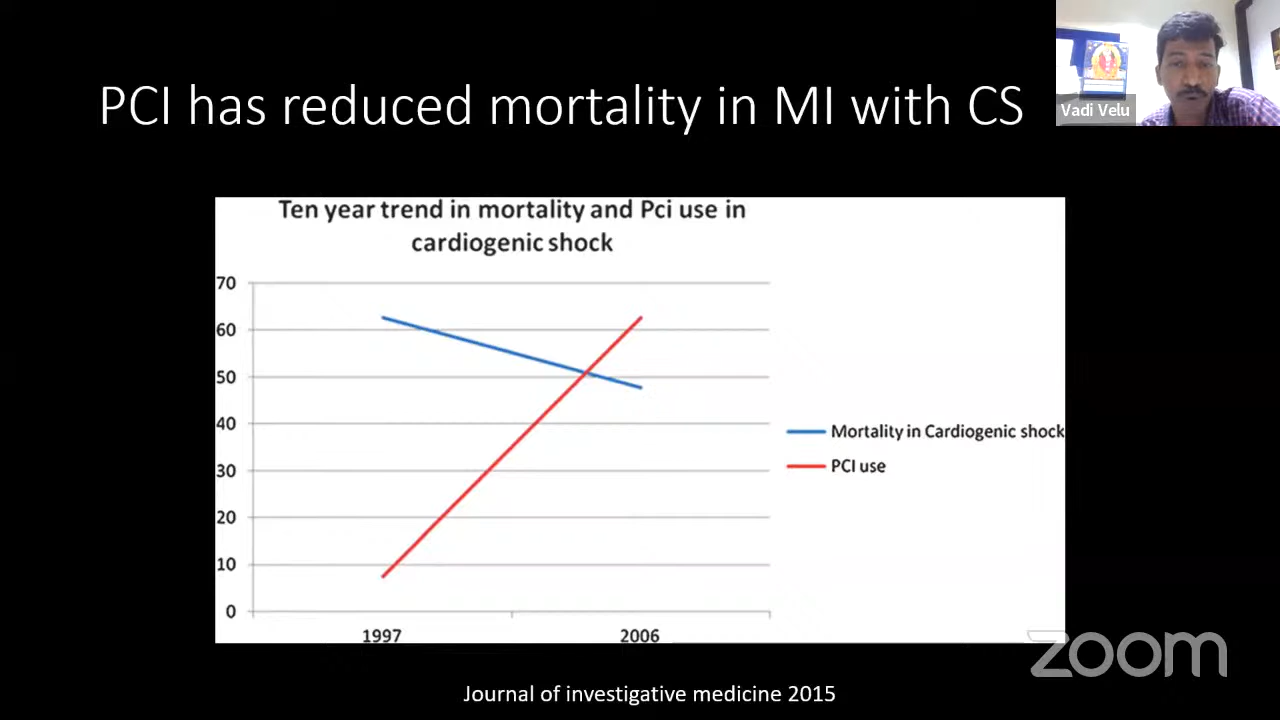 PCI has reduced mortality in MI with CS
Vadi Velu
Ten year trend in mortality and Pci use in
cardiogenic shock
70
60
50
40
30
20
10
0
1997
2006
Mortality in Cardiogenic shock
PCI use
zoom
Journal of investigative medicine 2015